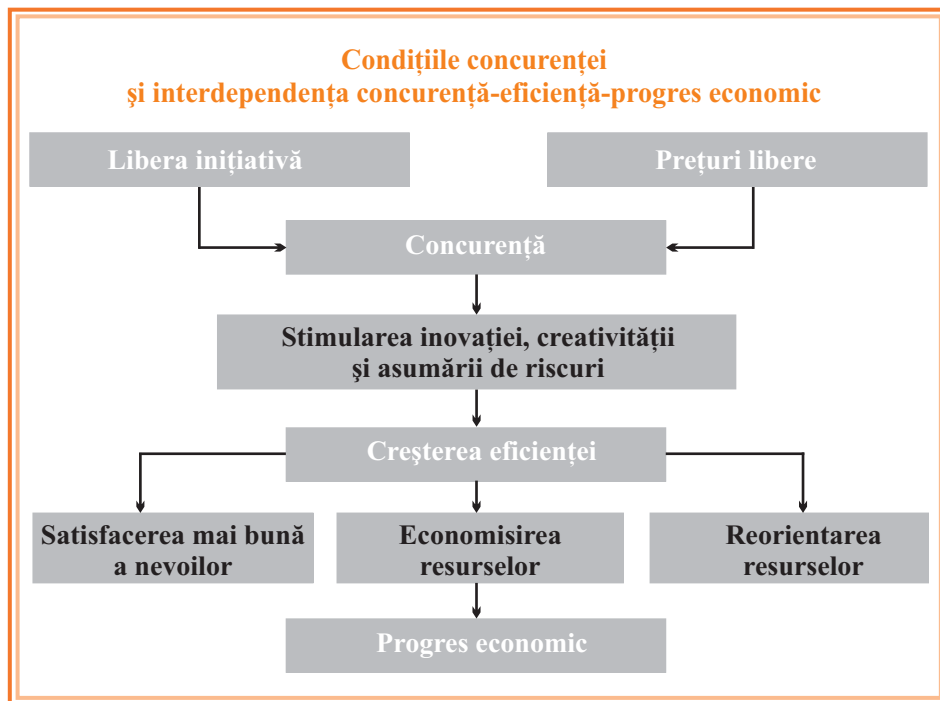 Condițiile concurenței
şi interdependența concurență-eficiență-progres economic
Libera inițiativă
Prețuri libere
Concurență
Stimularea inovației, creativității
şi asumării de riscuri
Creşterea eficienței
Satisfacerea mai bună
a nevoilor
Economisirea
resurselor
Reorientarea
resurselor
Progres economic